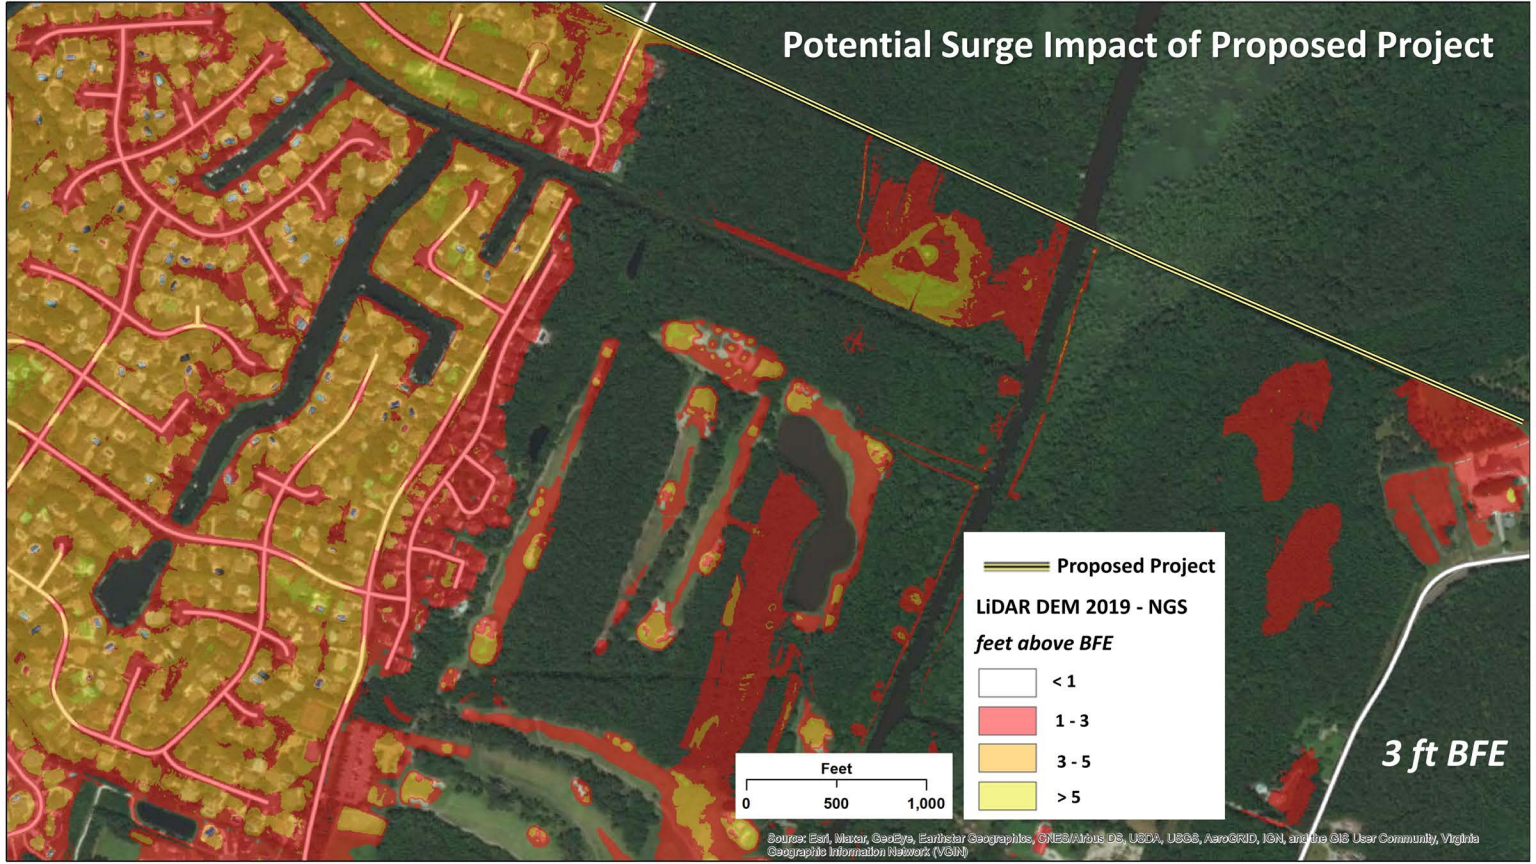 Potential Surge Impact of Proposed Project
Proposed Project
LiDAR DEM 2019 - NGS
feet above BFE
< 1
1 - 3
3 - 5
> 5
3 ft BFE
Feet
0 500 1,000
Source: Esri, Maxar, GeoEye, Earthstar Geographics, CNES/Airbus DS, USDA, USGS, AeroGRID, IGN, and the GIS User Community, Virginia
Geographic Information Network (VGIN)